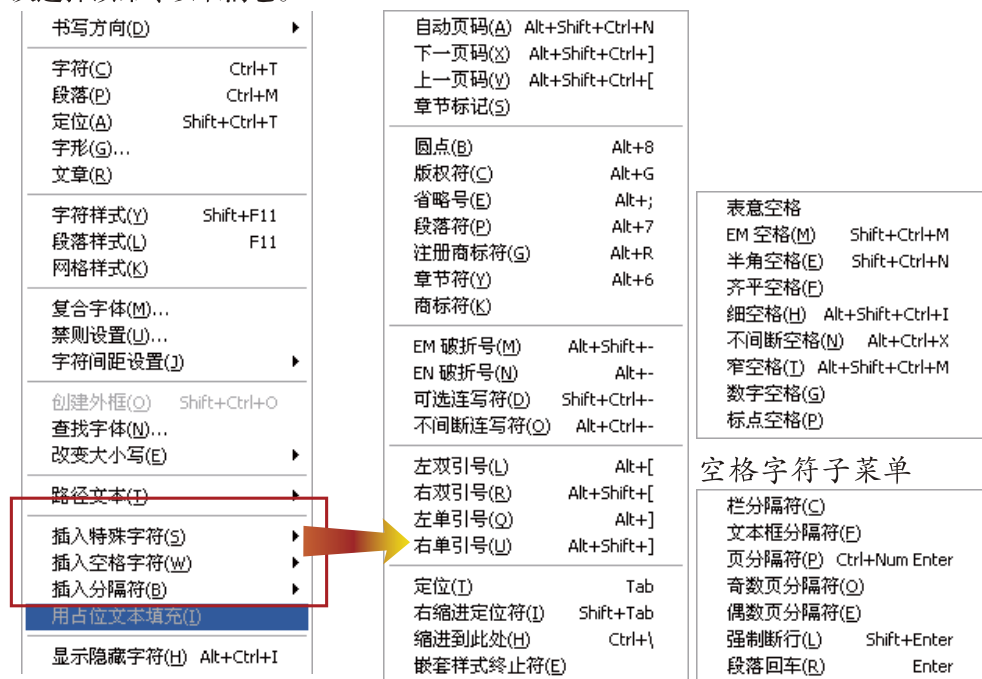 书写方向(D)
字符(C) Ctrl+T
段落(P) Ctrl+M
定位(A) Shift+Ctrl+T
字形(G)...
文章(R)
字符样式(Y) Shift+F11
段落样式(L) F11
网格样式(K)
复合字体(M)...
禁则设置(U)...
字符间距设置(J)
创建外框(O) Shift+Ctrl+O
查找字体(N)...
改变大小写(E)
路径文本(T)
插入特殊字符(S)
插入空格字符(W)
插入分隔符(B)
用占位文本填充(I)
显示隐藏字符(H) Alt+Ctrl+I
自动页码(A) Alt+Shift+Ctrl+N
下一页码(X) Alt+Shift+Ctrl+]
上一页码(V) Alt+Shift+Ctrl+[
章节标记(S)
圆点(B) Alt+8
版权符(C) Alt+G
省略号(E) Alt+;
段落符(P) Alt+7
注册商标符(G) Alt+R
章节符(Y) Alt+6
商标符(K)
EM 破折号(M) Alt+Shift+-
EN 破折号(N) Alt+-
可选连写符(D) Shift+Ctrl+-
不间断连写符(O) Alt+Ctrl+-
左双引号(L) Alt+[
右双引号(R) Alt+Shift+[
左单引号(Q) Alt+]
右单引号(U) Alt+Shift+]
定位(T) Tab
右缩进定位符(I) Shift+Tab
缩进到此处(H) Ctrl+\
嵌套样式终止符(E)
表意空格
EM 空格(M) Shift+Ctrl+M
半角空格(E) Shift+Ctrl+N
齐平空格(F)
细空格(H) Alt+Shift+Ctrl+I
不间断空格(N) Alt+Ctrl+X
窄空格(T) Alt+Shift+Ctrl+M
数字空格(G)
标点空格(P)
空格字符子菜单
栏分隔符(C)
文本框分隔符(F)
页分隔符(P) Ctrl+Num Enter
奇数页分隔符(O)
偶数页分隔符(E)
强制断行(L) Shift+Enter
段落回车(R) Enter